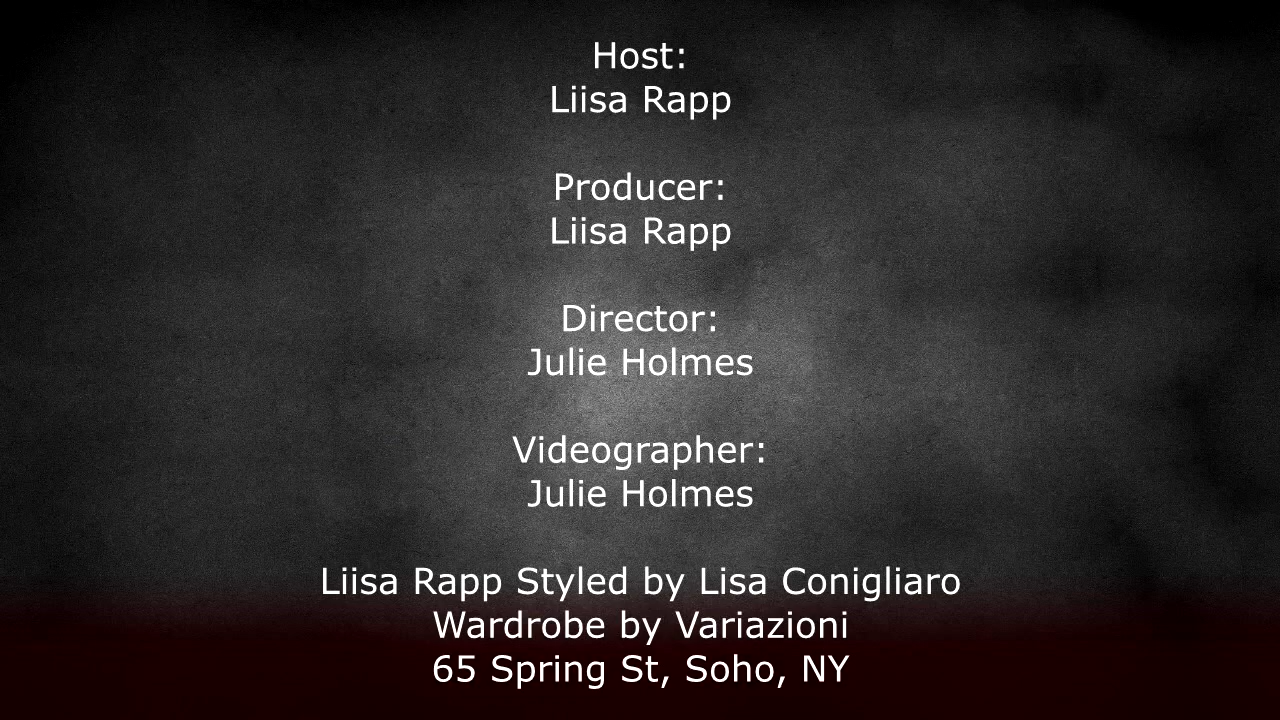 Host:
Liisa Rapp
Producer:
Liisa Rapp
Director:
Julie Holmes
Videographer:
Julie Holmes
Liisa Rapp Styled by Lisa Conigliaro
Wardrobe by Variazioni
65 Spring St, Soho, NY